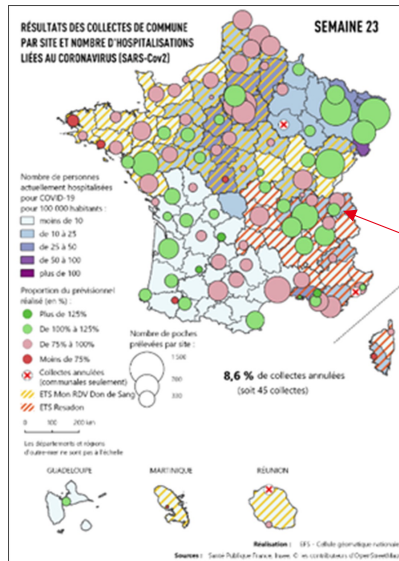 RÉSULTATS DES COLLECTES DE COMMUNE
PAR SITE ET NOMBRE D'HOSPITALISATIONS
LIÉES AU CORONAVIRUS (SARS-Cov2)
SEMAINE 23
Nombre de personnes
actuellement hospitalisées
pour COVID-19
pour 100 000 habitants :
moins de 10
de 10 à 25
de 25 à 50
de 50 à 100
plus de 100
Proportion du prévisionnel
réalisé (en %) :
Plus de 125%
De 100% à 125%
De 75% à 100%
Moins de 75%
Collectes annulées
(communales seulement)
ETS Mon RDV Don de Sang
ETS Resadon
0 100 200 km
Les départements et régions
d'outre-mer ne sont pas à l'échelle
Nombre de poches
prélevées par site :
1 500
700
330
8,6 % de collectes annulées
(soit 45 collectes)
GUADELOUPE
MARTINIQUE
RÉUNION
Réalisation : EFS - Cellule géomatique nationale
Sources : Santé Publique France, Insee, © les contributeurs d'OpenStreetMap